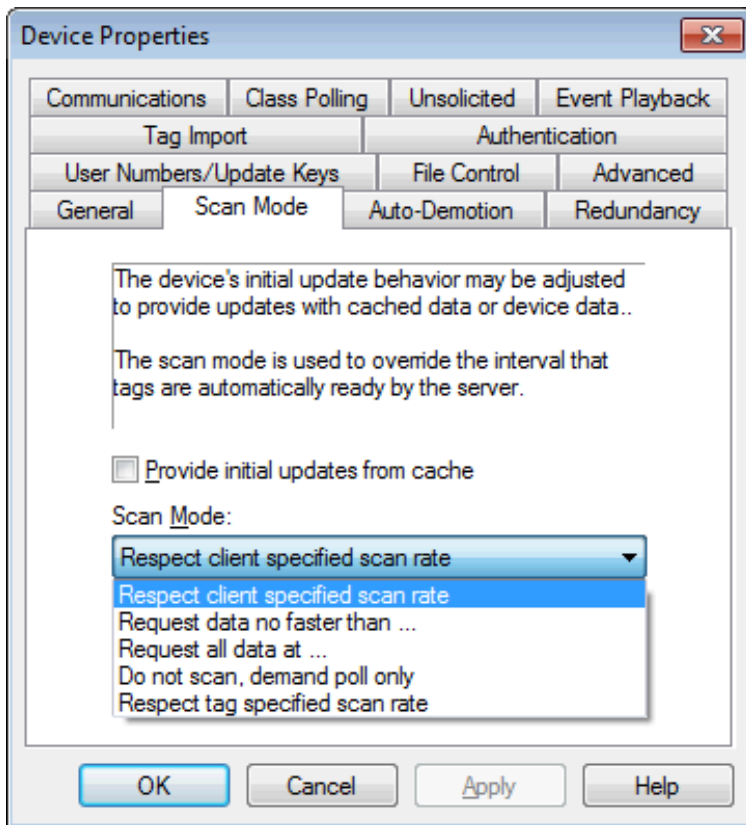 Device Properties
Communications
Class Polling
Unsolicited
Event Playback
Tag Import
Authentication
User Numbers/Update Keys
File Control
Advanced
General
Scan Mode
Auto-Demotion
Redundancy
The device's initial update behavior may be adjusted
to provide updates with cached data or device data..
The scan mode is used to override the interval that
tags are automatically ready by the server.
Provide initial updates from cache
Scan Mode:
Respect client specified scan rate
Respect client specified scan rate
Request data no faster than ...
Request all data at ...
Do not scan, demand poll only
Respect tag specified scan rate
OK
Cancel
Apply
Help